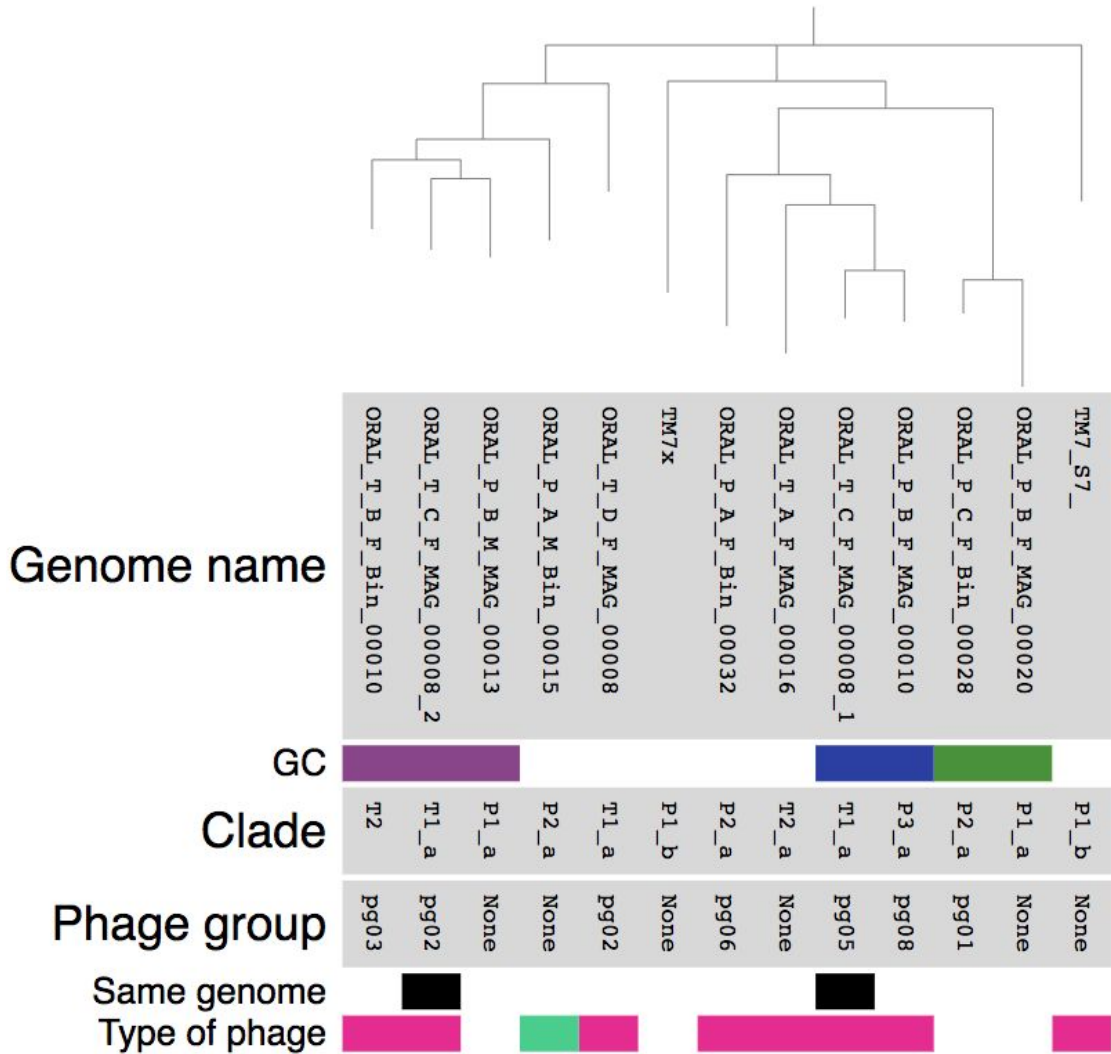 Genome name
ORAL_T_B_F_Bin_00010
ORAL_T_C_F_MAG_00008_2
ORAL_P_B_M_MAG_00013
ORAL_P_A_M_Bin_00015
ORAL_T_D_F_MAG_00008
TM7x
ORAL_P_A_F_Bin_00032
ORAL_T_A_F_MAG_00016
ORAL_T_C_F_MAG_00008_1
ORAL_P_B_F_MAG_00010
ORAL_P_C_F_Bin_00028
ORAL_P_B_F_MAG_00020
TM7_S7_
GC
Clade
T2
T1_a
P1_a
P2_a
T1_a
P1_b
P2_a
T2_a
T1_a
P3_a
P2_a
P1_a
P1_b
Phage group
pg03
pg02
None
None
pg02
None
pg06
None
pg05
pg08
pg01
None
None
Same genome
Type of phage